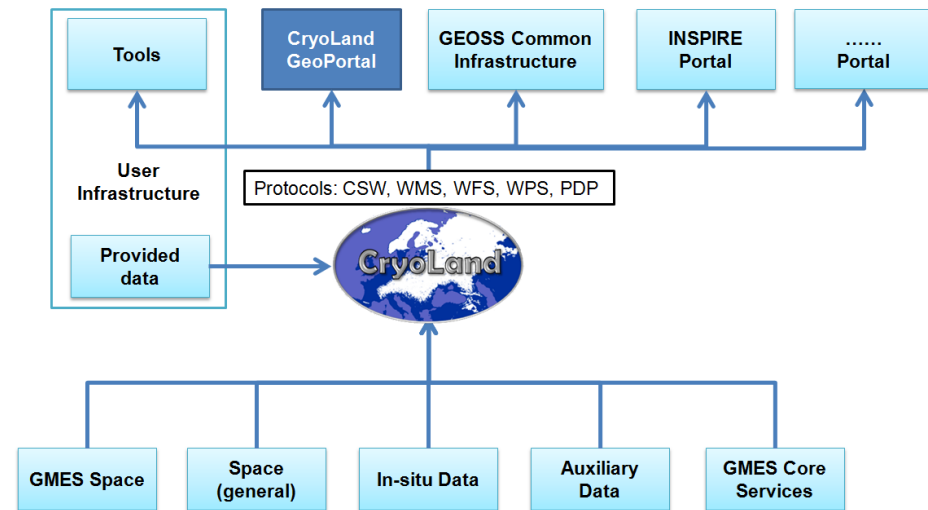 Tools
CryoLand
GeoPortal
GEOSS Common
Infrastructure
INSPIRE
Portal
......
Portal
User
Infrastructure
Protocols: CSW, WMS, WFS, WPS, PDP
Provided
data
CryoLand
GMES Space
Space
(general)
In-situ Data
Auxiliary
Data
GMES Core
Services